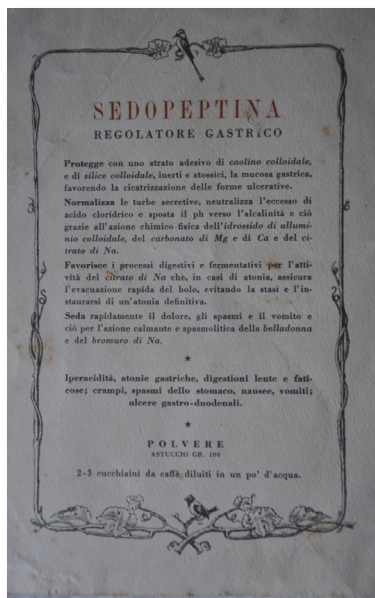 SEDOPEPTINA
REGOLATORE GASTRICO
Protegge con uno strato adesivo di caolino colloidale,
e di silice colloidale, inerti e atossici, la mucosa gastrica,
favorendo la cicatrizzazione delle forme ulcerative.
Normalizza le turbe secretive, neutralizza l'eccesso di
acido cloridrico e sposta il ph verso l'alcalinità e ciò
grazie all'azione chimico-fisica dell'idrossido di allumi-
nio colloidale, del carbonato di Mg e di Ca e del ci-
trato di Na.
Favorisce i processi digestivi e fermentativi per l'atti-
vità del citrato di Na che, in casi di atonia, assicura
l'evacuazione rapida del bolo, evitando la stasi e l'in-
staurarsi di un'atonia definitiva.
Seda rapidamente il dolore, gli spasmi e il vomito e
ciò per l'azione calmante e spasmolitica della belladonna
e del bromuro di Na.
★
Iperacidità, atonie gastriche, digestioni lente e fati-
cose; crampi, spasmi dello stomaco, nausee, vomiti;
ulcere gastro-duodenali.
★
POLVERE
ASTUCCIO GR. 100
2-3 cucchiaini da caffè diluiti in un po' d'acqua.